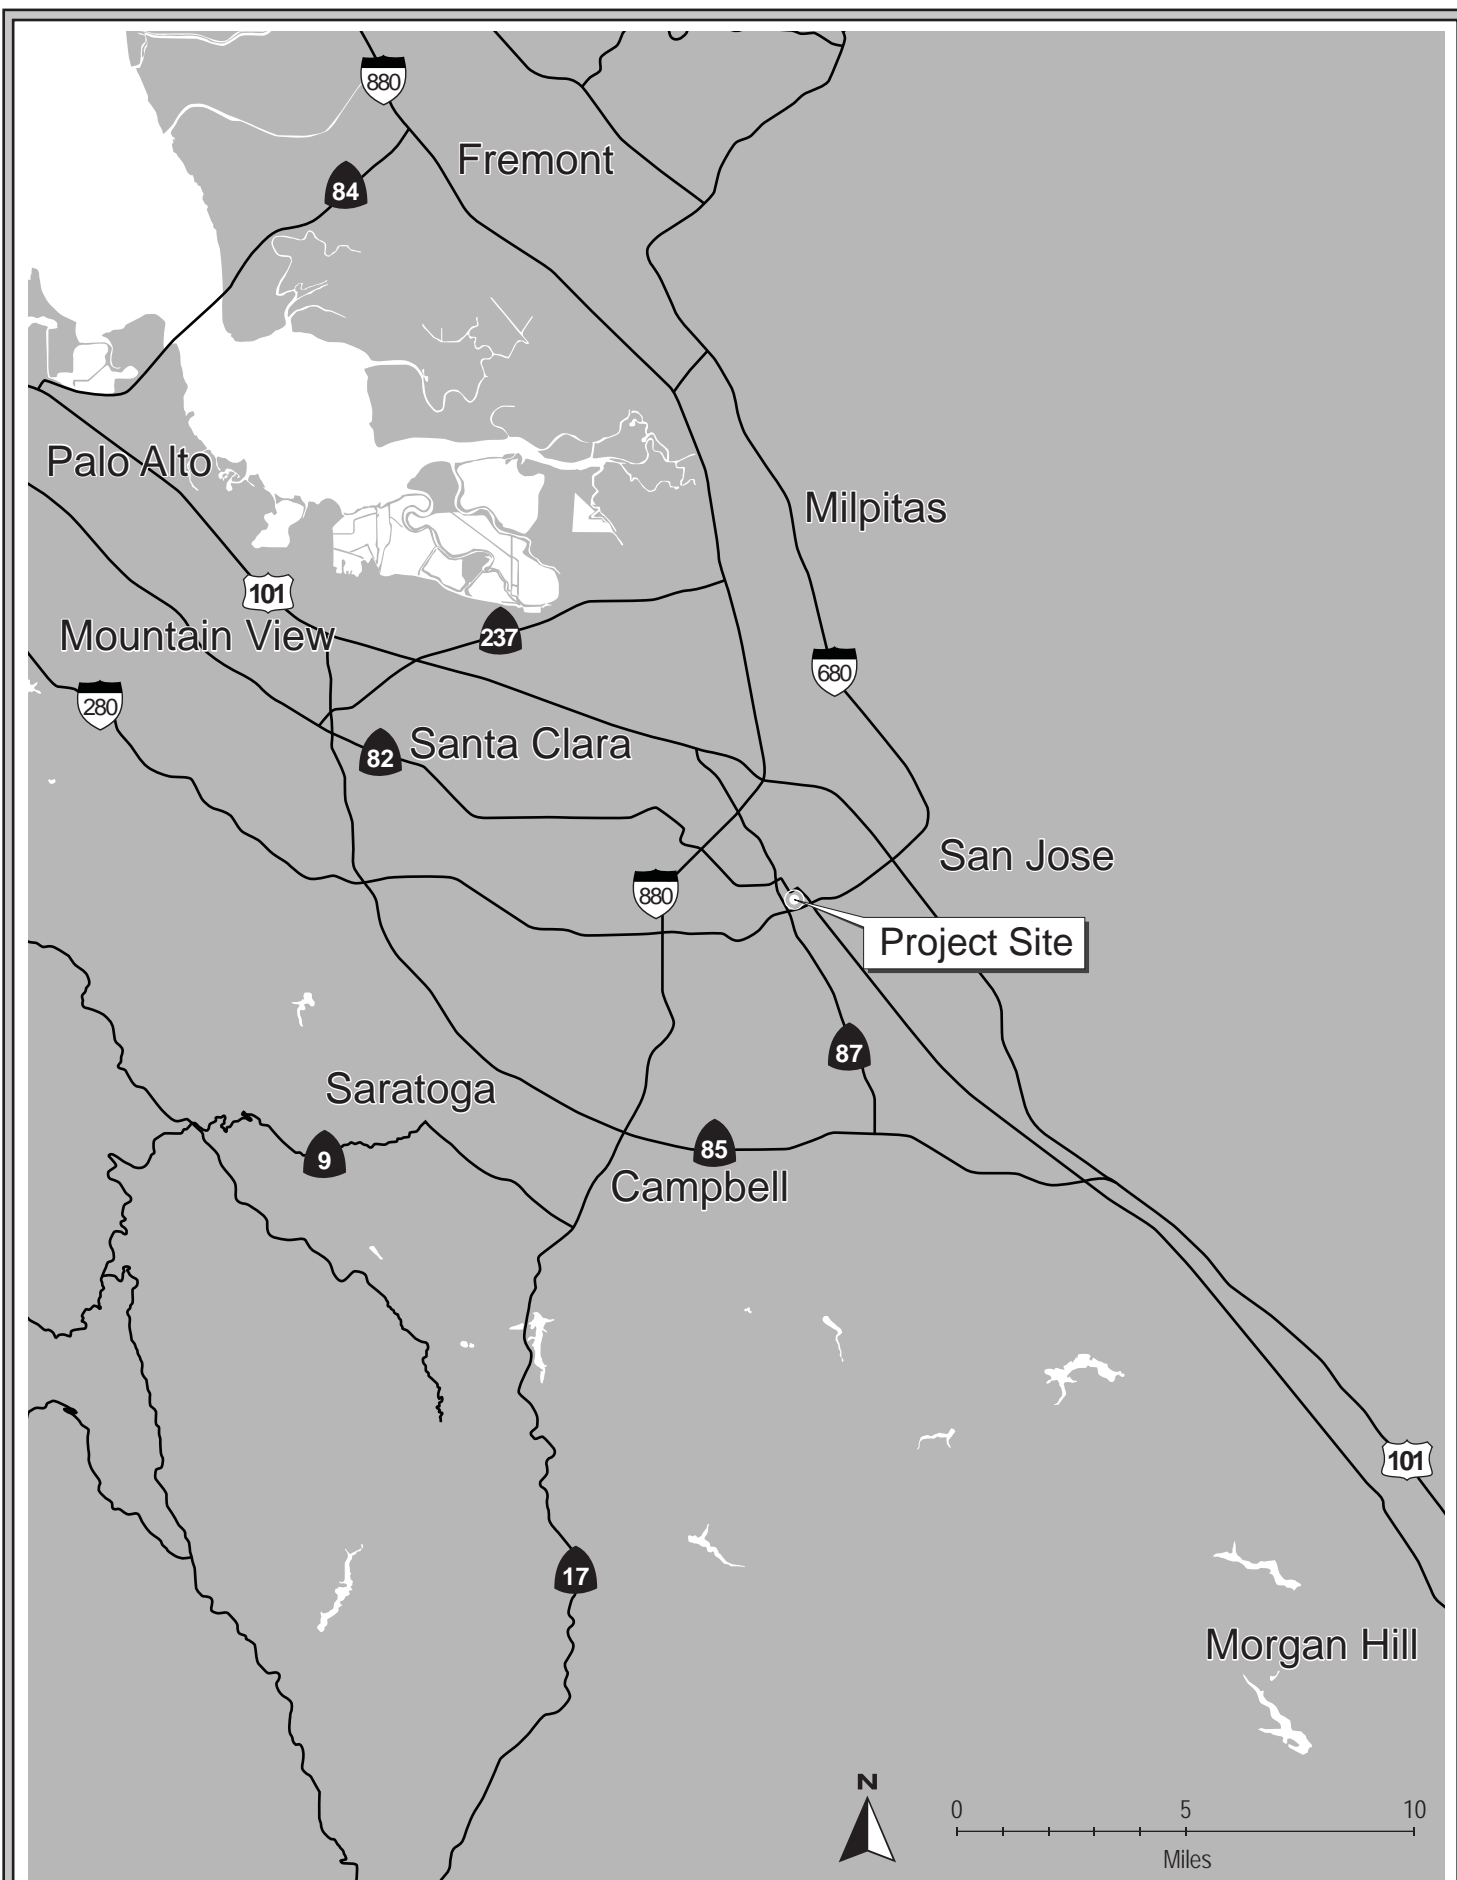 880
Fremont
84
Palo Alto
Milpitas
101
Mountain View
237
680
280
82
Santa Clara
San Jose
880
Project Site
87
Saratoga
85
9
Campbell
101
17
Morgan Hill
N
0 5 10
Miles